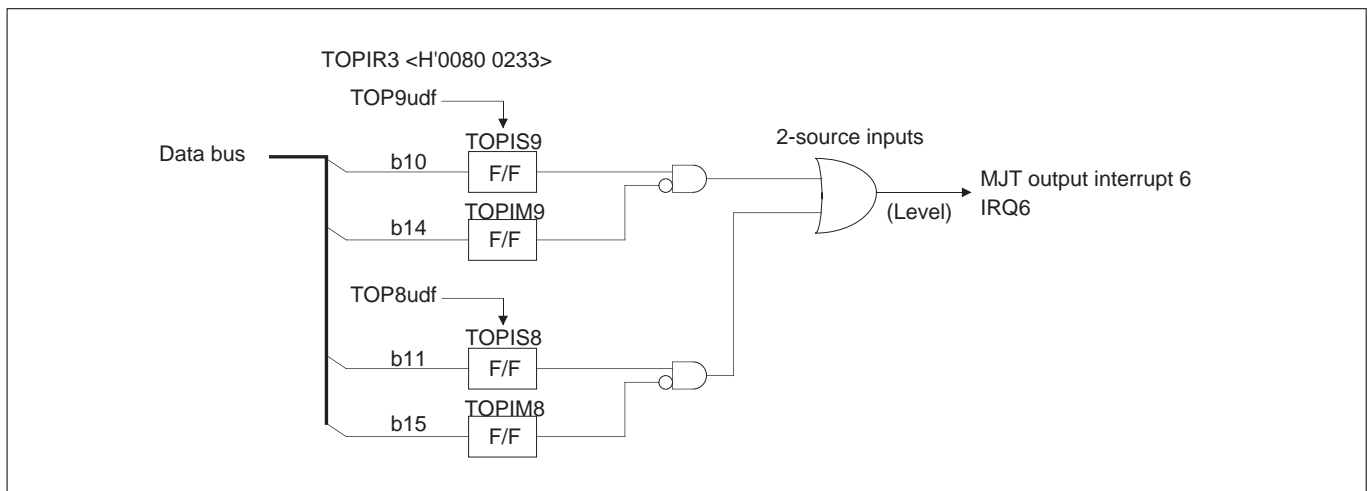 TOPIR3 <H'0080 0233>
TOP9udf
TOPIS9
2-source inputs
Data bus
b10
F/F
MJT output interrupt 6
IRQ6
(Level)
TOPIM9
b14
F/F
TOP8udf
TOPIS8
b11
F/F
TOPIM8
b15
F/F